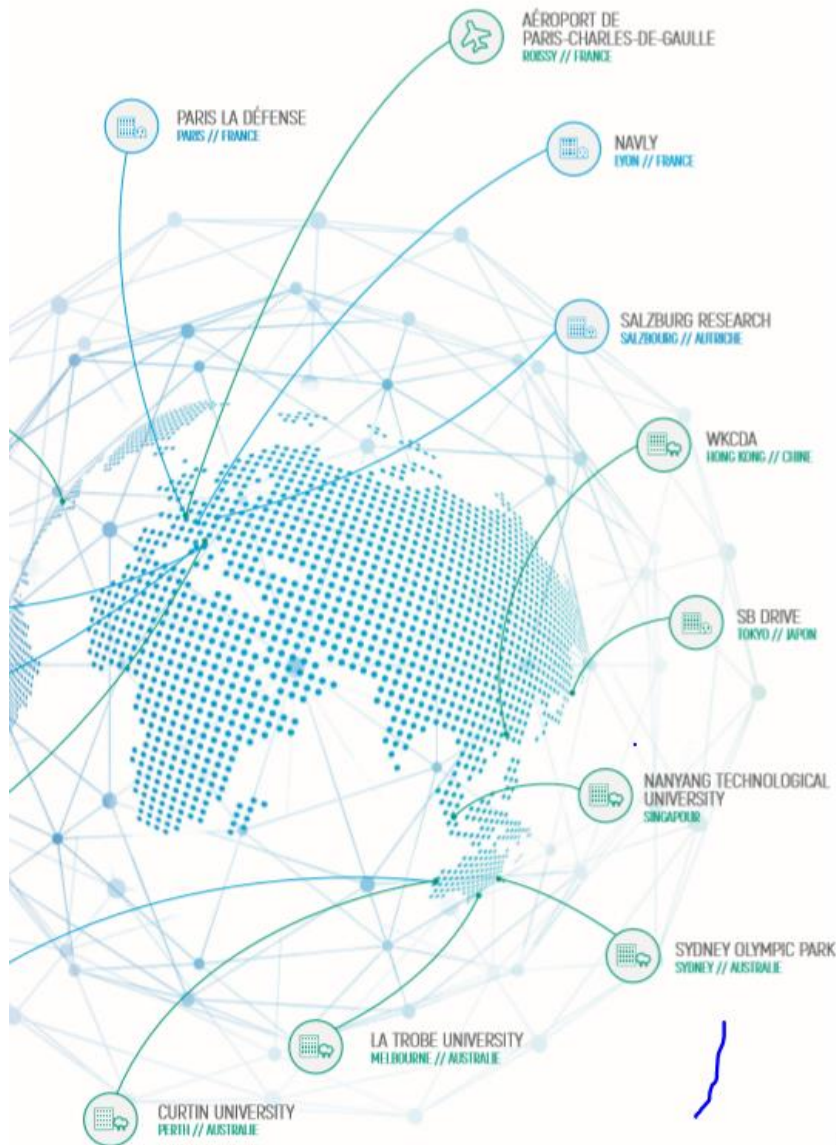 AÉROPORT DE
PARIS-CHARLES-DE-GAULLE
ROISSY // FRANCE
PARIS LA DÉFENSE
PARIS // FRANCE
NAVLY
LYON // FRANCE
SALZBURG RESEARCH
SALZBOURG // AUTRICHE
WKCDA
HONG KONG // CHINE
SB DRIVE
TOKYO // JAPON
NANYANG TECHNOLOGICAL
UNIVERSITY
SINGAPOUR
SYDNEY OLYMPIC PARK
SYDNEY // AUSTRALIE
LA TROBE UNIVERSITY
MELBOURNE // AUSTRALIE
CURTIN UNIVERSITY
PERTH // AUSTRALIE